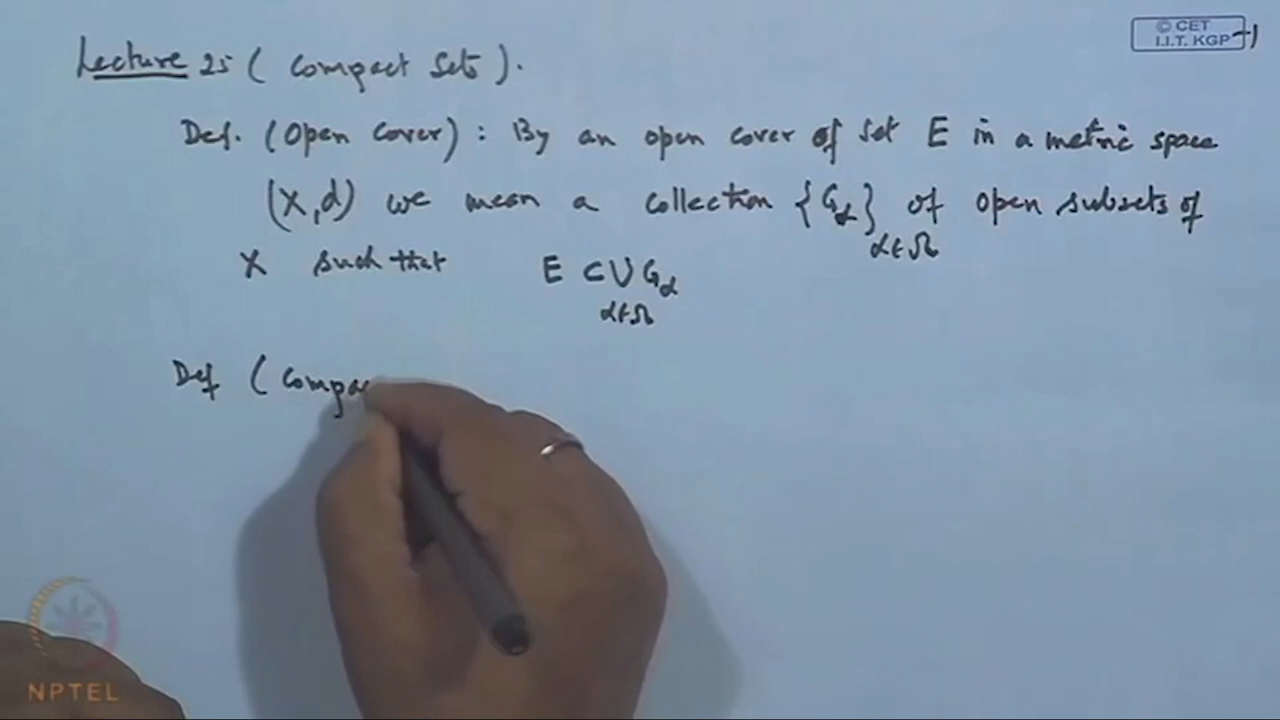 © CET
I.I.T. KGP
Lecture 25 ( Compact Sets ).
Def. (Open Cover) : By an open cover of set E in a metric space
(X,d) we mean a collection {Gα} of open subsets of
α∈Ω
X such that E ⊂ ∪ Gα
α∈Ω
Def ( Compac
NPTEL